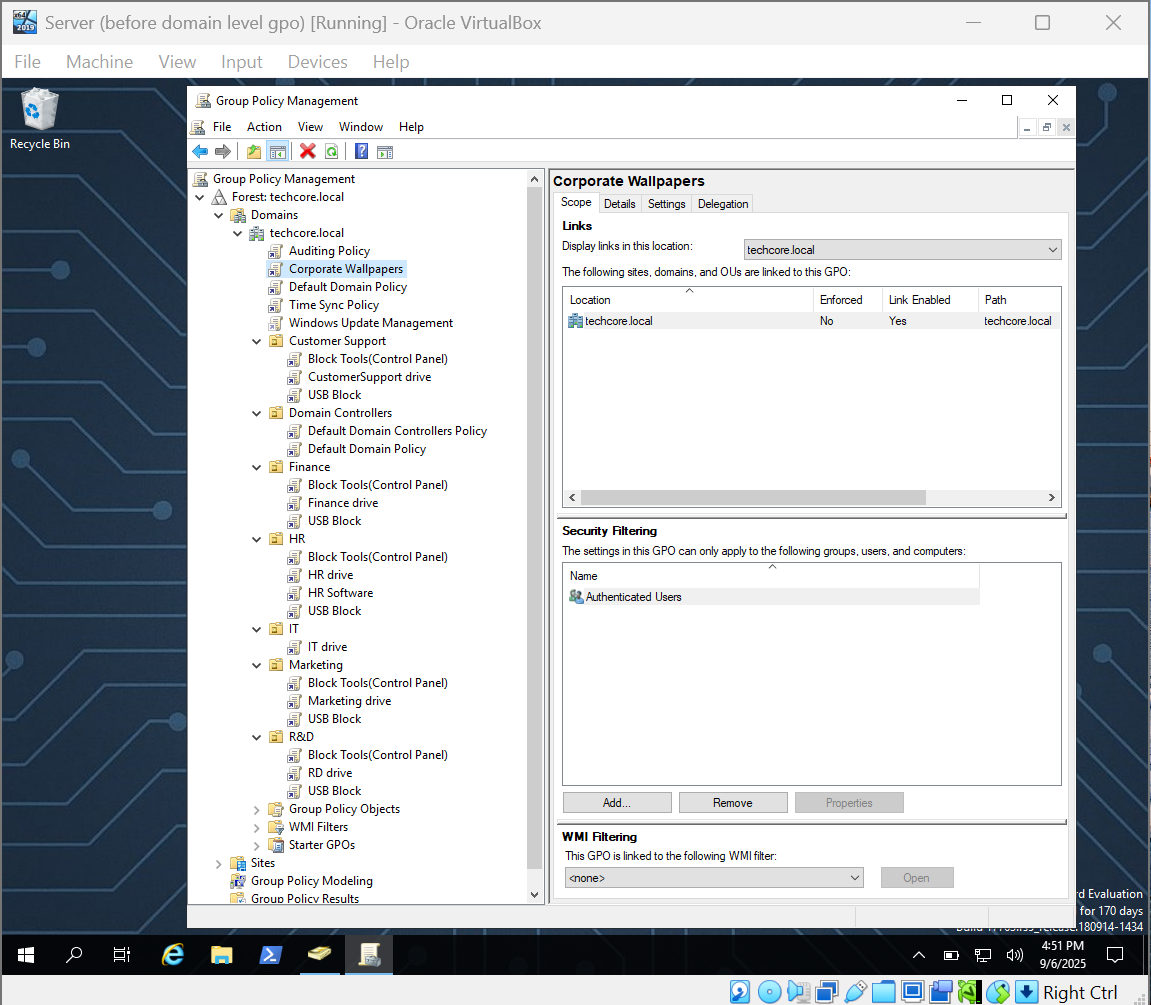 Server (before domain level gpo) [Running] - Oracle VirtualBox
File Machine View Input Devices Help
Recycle Bin
Group Policy Management
File Action View Window Help
Group Policy Management
Forest: techcore.local
Domains
techcore.local
Auditing Policy
Corporate Wallpapers
Default Domain Policy
Time Sync Policy
Windows Update Management
Customer Support
Block Tools(Control Panel)
CustomerSupport drive
USB Block
Domain Controllers
Default Domain Controllers Policy
Default Domain Policy
Finance
Block Tools(Control Panel)
Finance drive
USB Block
HR
Block Tools(Control Panel)
HR drive
HR Software
USB Block
IT
IT drive
Marketing
Block Tools(Control Panel)
Marketing drive
USB Block
R&D
Block Tools(Control Panel)
RD drive
USB Block
Group Policy Objects
WMI Filters
Starter GPOs
Sites
Group Policy Modeling
Group Policy Results
Corporate Wallpapers
Scope Details Settings Delegation
Links
Display links in this location: techcore.local
The following sites, domains, and OUs are linked to this GPO:
Location Enforced Link Enabled Path
techcore.local No Yes techcore.local
Security Filtering
The settings in this GPO can only apply to the following groups, users, and computers:
Name
Authenticated Users
Add... Remove Properties
WMI Filtering
This GPO is linked to the following WMI filter:
<none> Open
rd Evaluation
for 170 days
180914-1434
4:51 PM
9/6/2025
Right Ctrl